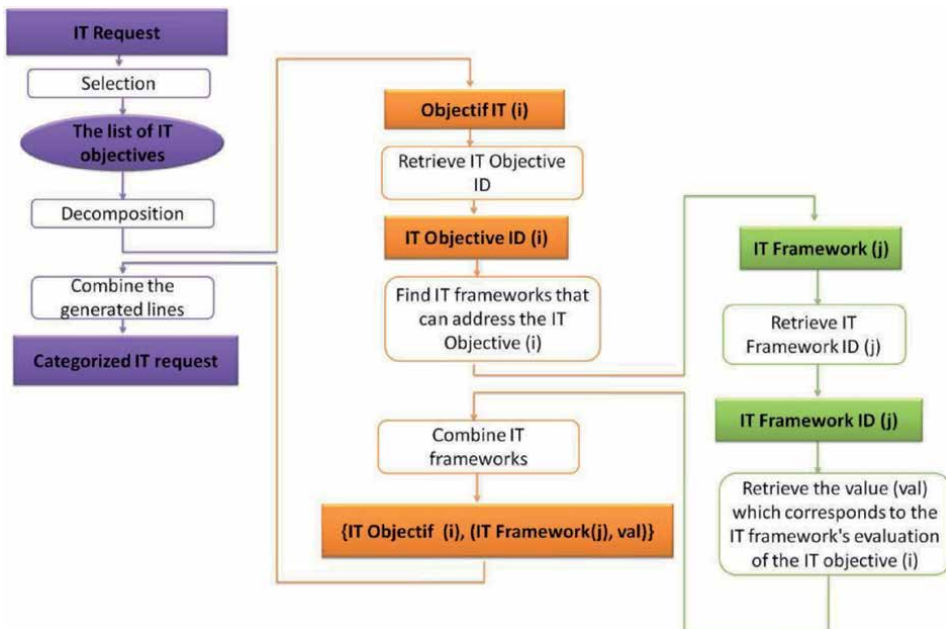 IT Request
Selection
The list of IT
objectives
Decomposition
Combine the
generated lines
Categorized IT request
Objectif IT (i)
Retrieve IT Objective
ID
IT Objective ID (i)
Find IT frameworks that
can address the IT
Objective (i)
Combine IT
frameworks
{IT Objectif  (i), (IT Framework(j), val)}
IT Framework (j)
Retrieve IT
Framework ID (j)
IT Framework ID (j)
Retrieve the value (val)
which corresponds to the
IT framework's evaluation
of the IT objective (i)